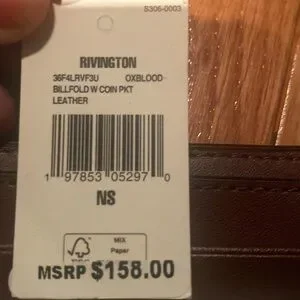 S306-0003
RIVINGTON
36F4LRVF3U OXBLOOD
BILLFOLD W COIN PKT
LEATHER
1 97853 05297 0
NS
MIX
Paper
MSRP $158.00